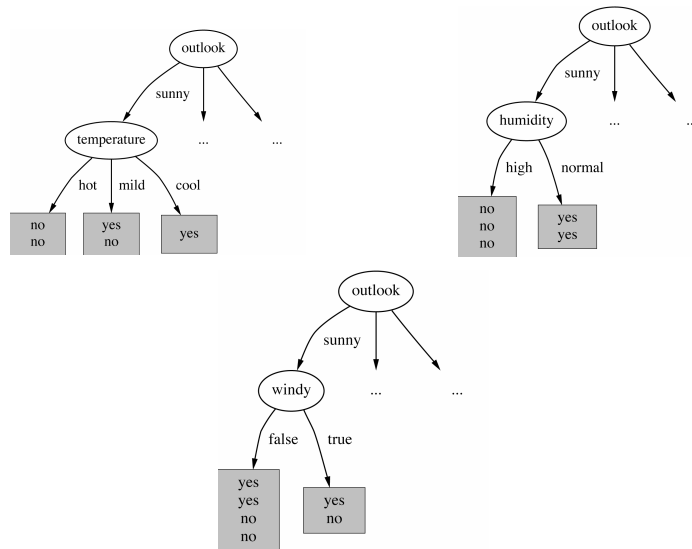 outlook
sunny
temperature
...
...
hot mild cool
no
no
yes
no
yes
outlook
sunny
humidity
...
..
high normal
no
no
no
yes
yes
outlook
sunny
windy
...
...
false true
yes
yes
no
no
yes
no